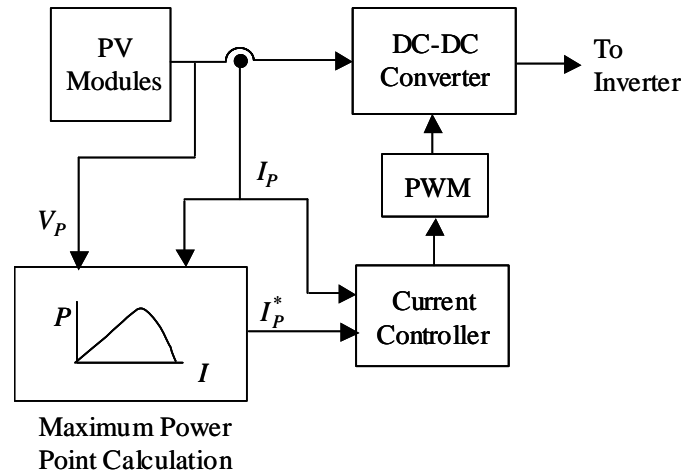 PV
Modules
DC-DC
Converter
To
Inverter
I_P
PWM
V_P
P
I
I_P^*
Current
Controller
Maximum Power
Point Calculation